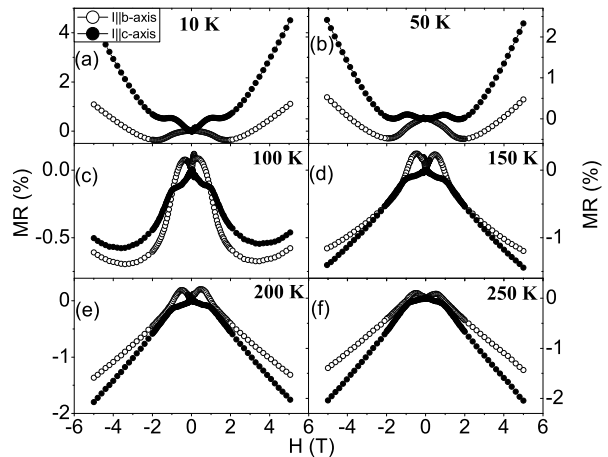 I||b-axis
I||c-axis
10 K
50 K
(a)
(b)
4
2
0
2
1
0
100 K
150 K
(c)
(d)
0.0
-0.5
0
-1
MR (%)
MR (%)
200 K
250 K
(e)
(f)
0
-1
-2
0
-1
-2
-6 -4 -2 0 2 4 -6 -4 -2 0 2 4 6
H (T)